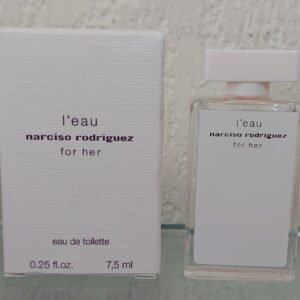 l'eau
narciso rodriguez
for her
eau de toilette
0.25 fl.oz. 7,5 ml
l'eau
narciso rodriguez
for her